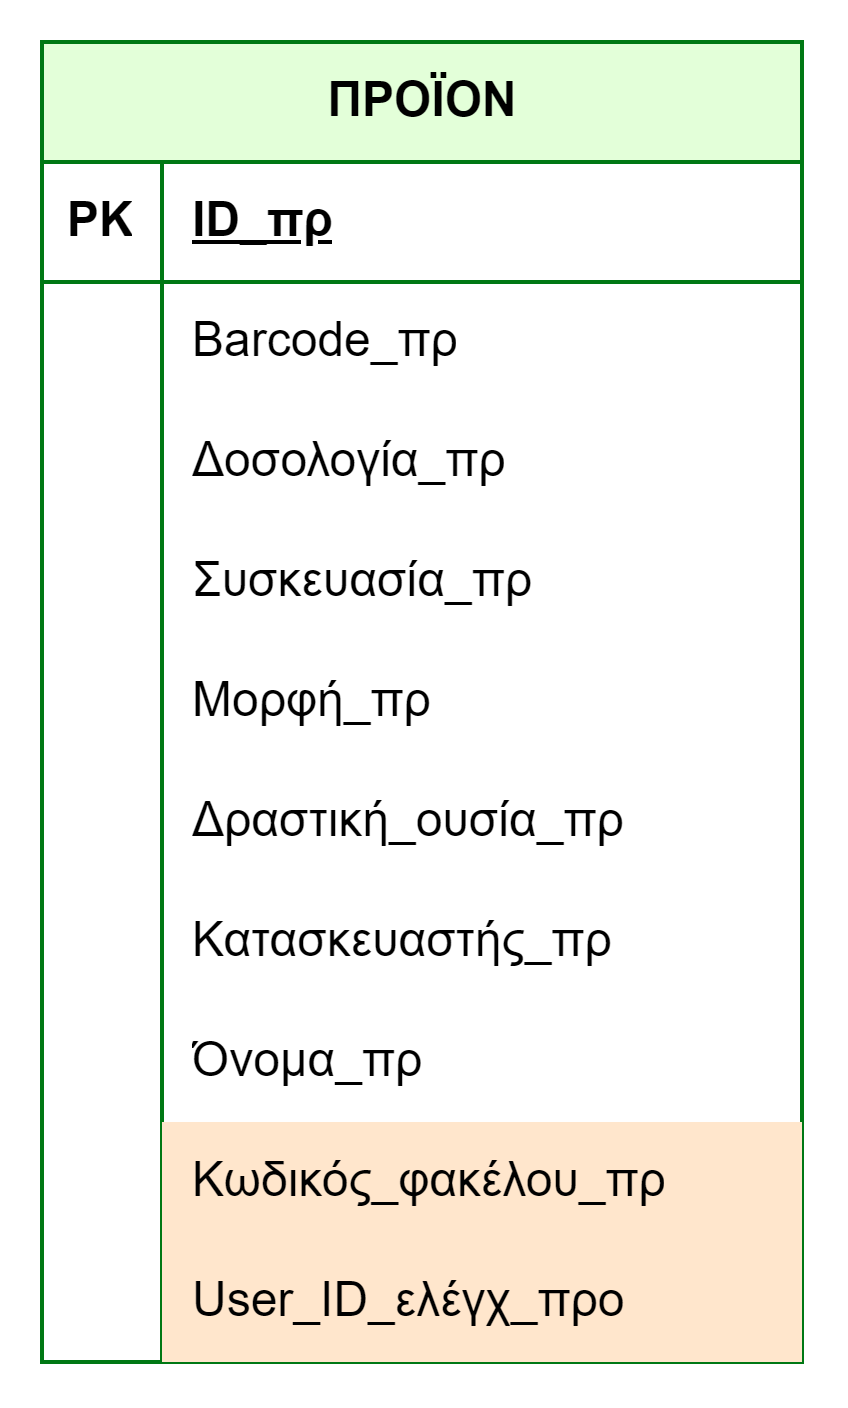 ΠΡΟΪΟΝ
PK ID_πρ
Barcode_πρ
Δοσολογία_πρ
Συσκευασία_πρ
Μορφή_πρ
Δραστική_ουσία_πρ
Κατασκευαστής_πρ
Όνομα_πρ
Κωδικός_φακέλου_πρ
User_ID_ελέγχ_προ